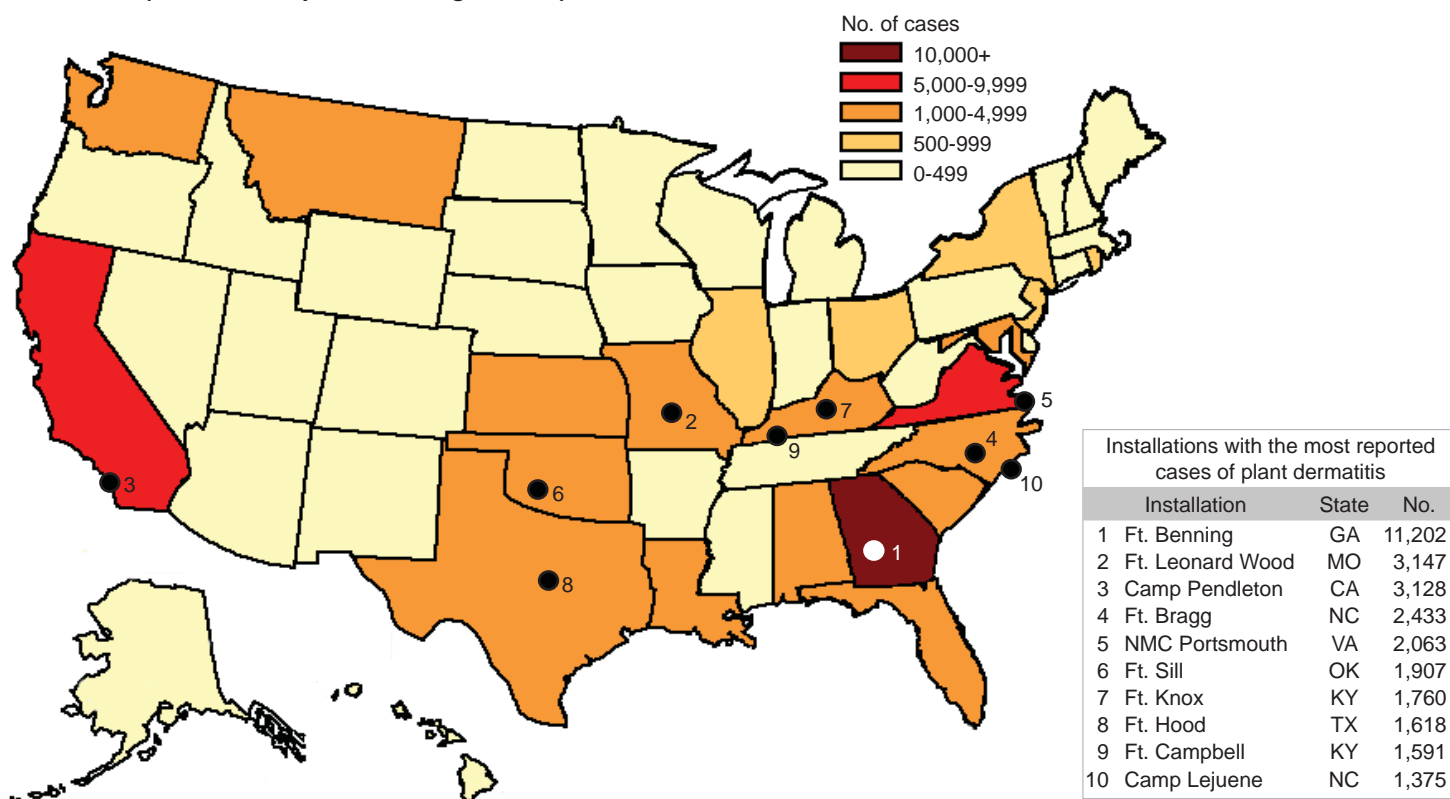 No. of cases
10,000+
5,000-9,999
1,000-4,999
500-999
0-499
3
2
7
9
5
4
10
6
8
1
Installations with the most reported
cases of plant dermatitis
Installation State No.
1 Ft. Benning GA 11,202
2 Ft. Leonard Wood MO 3,147
3 Camp Pendleton CA 3,128
4 Ft. Bragg NC 2,433
5 NMC Portsmouth VA 2,063
6 Ft. Sill OK 1,907
7 Ft. Knox KY 1,760
8 Ft. Hood TX 1,618
9 Ft. Campbell KY 1,591
10 Camp Lejuene NC 1,375